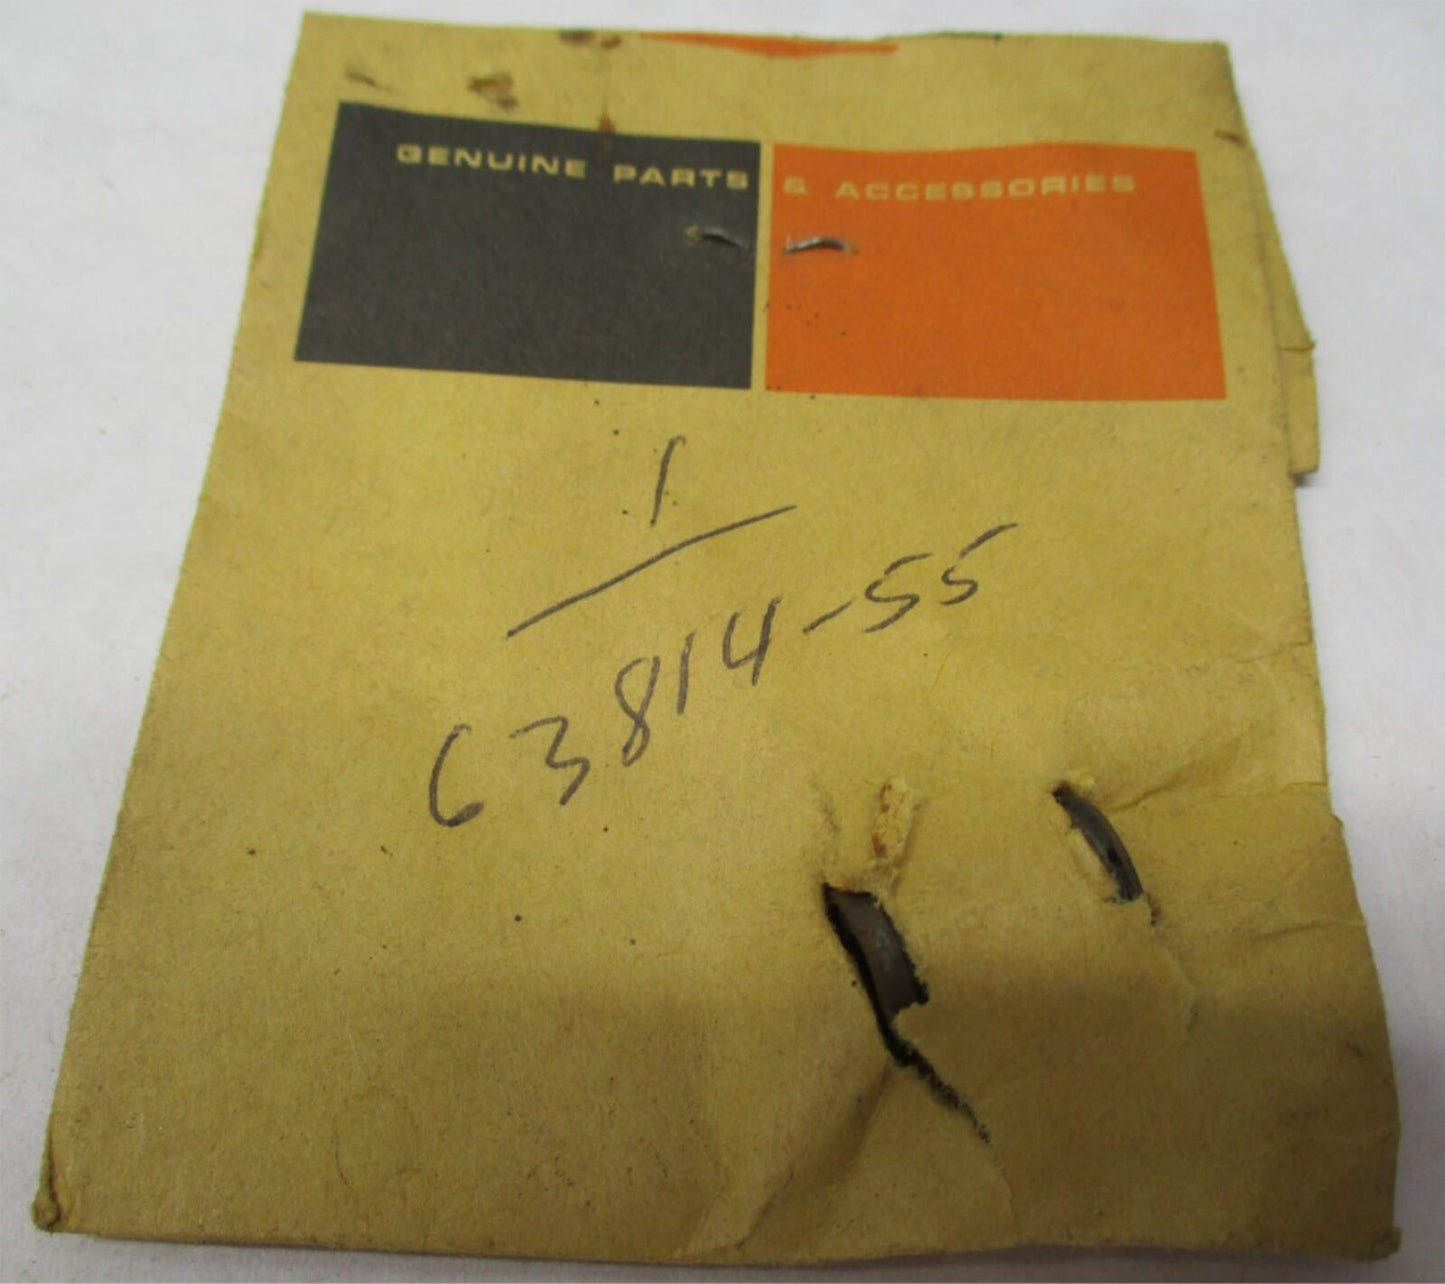 GENUINE PARTS & ACCESSORIES
1
63814-55